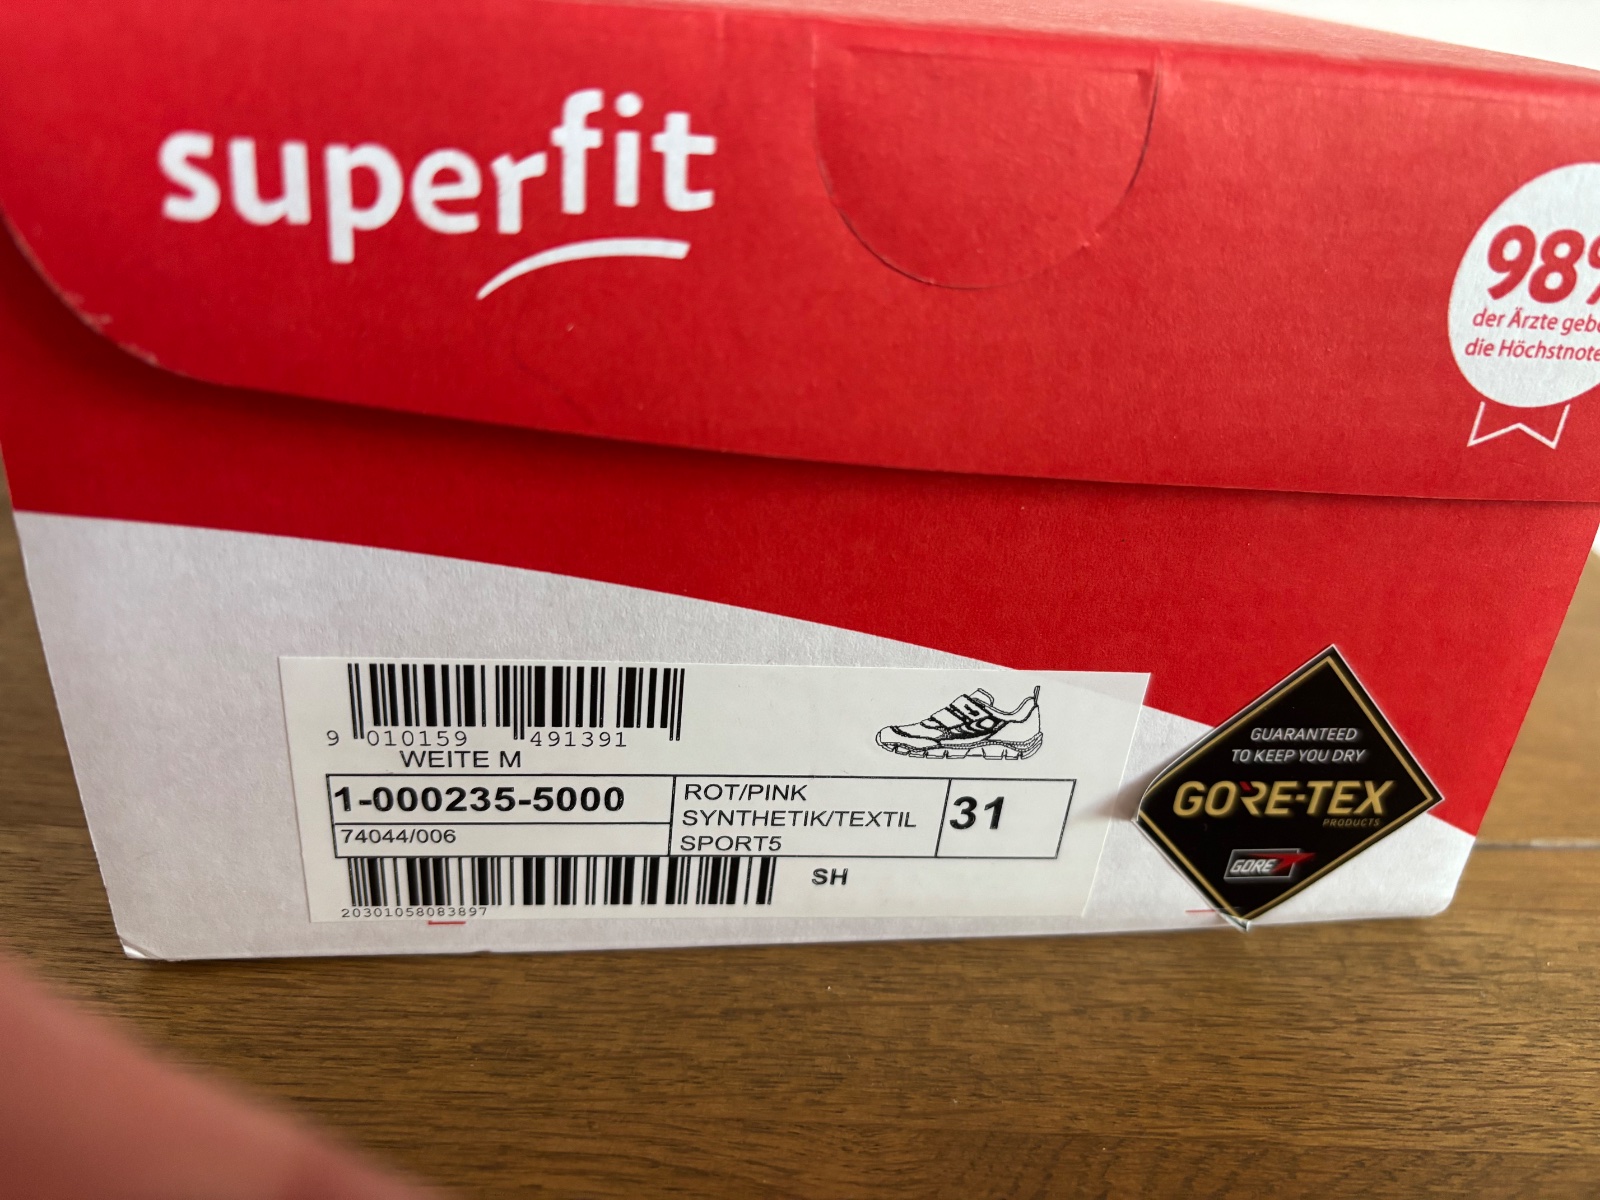 superfit
98%
der Ärzte
die Höchstnote
9 010159 491391
WEITE M
1-000235-5000
74044/006
ROT/PINK
SYNTHETIK/TEXTIL
SPORT5
31
SH
20301058083897
GUARANTEED
TO KEEP YOU DRY
GORE-TEX
PRODUCTS
GORE